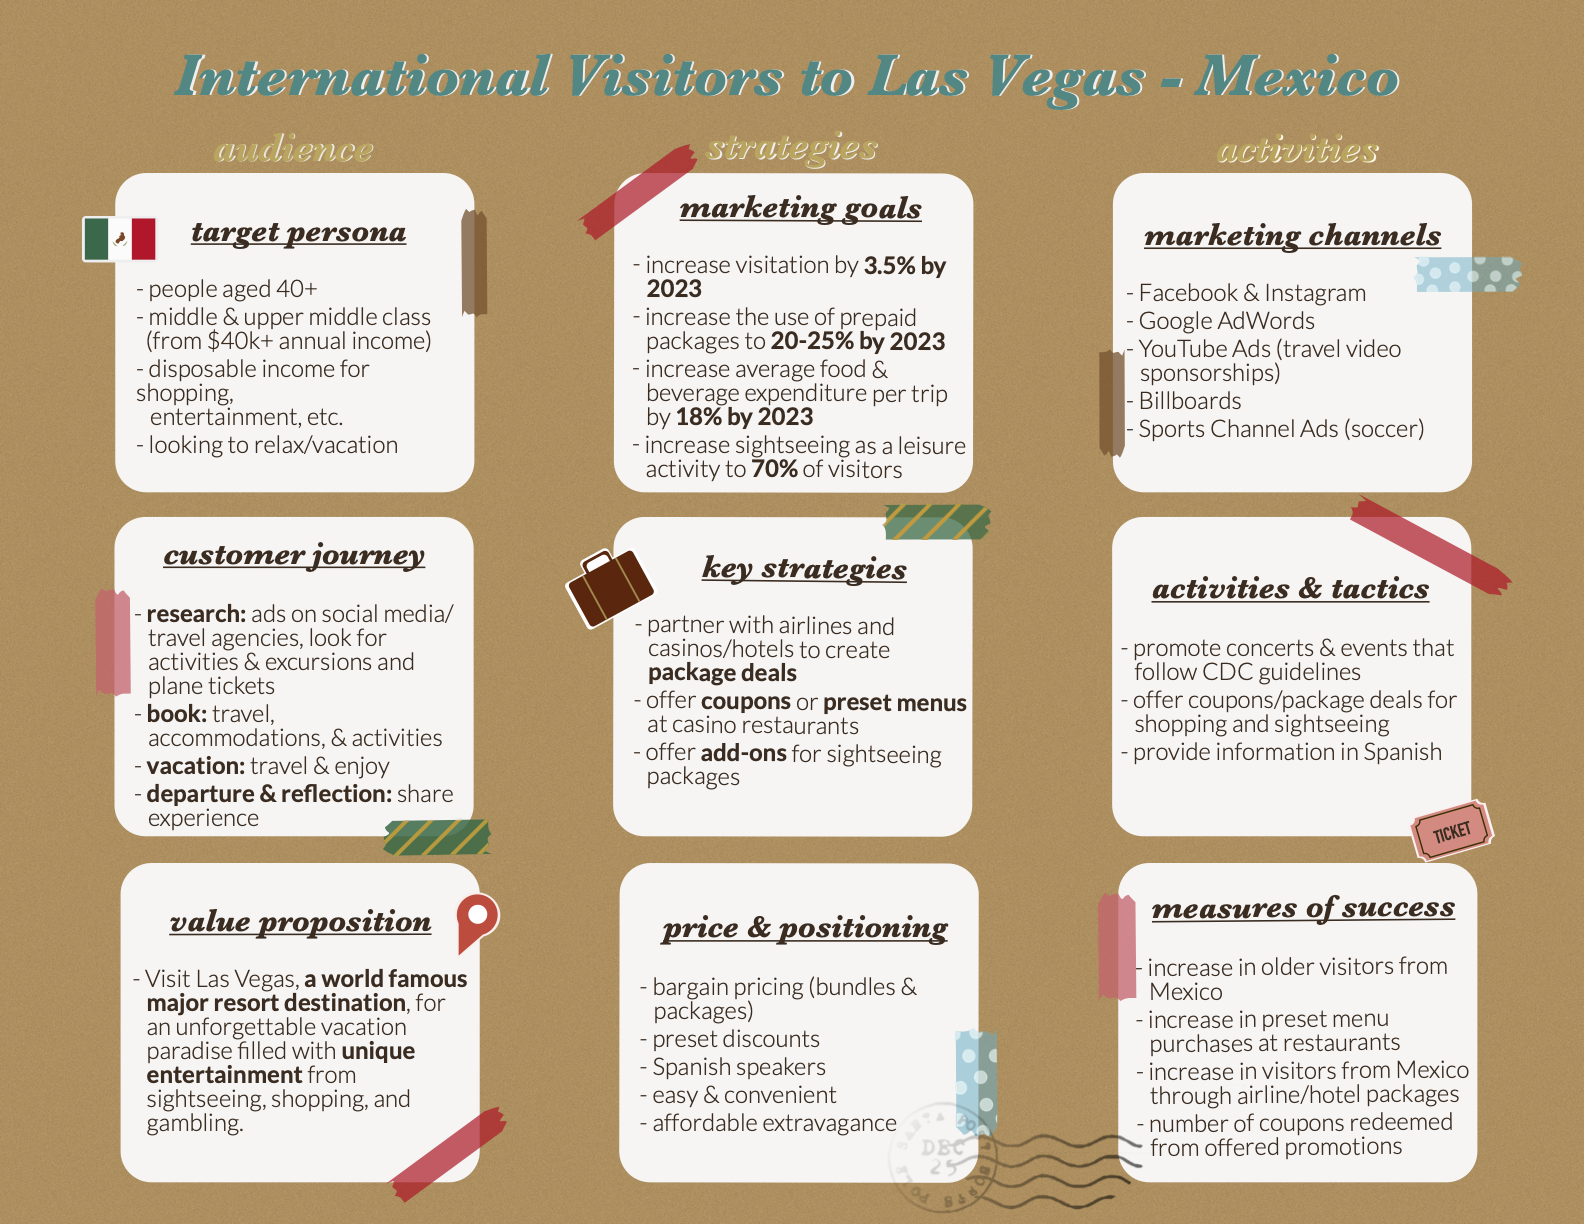 International Visitors to Las Vegas - Mexico
audience
target persona
- people aged 40+
- middle & upper middle class
(from $40k+ annual income)
- disposable income for
shopping,
entertainment, etc.
- looking to relax/vacation
customer journey
- research: ads on social media/
travel agencies, look for
activities & excursions and
plane tickets
- book: travel,
accommodations, & activities
- vacation: travel & enjoy
- departure & reflection: share
experience
value proposition
- Visit Las Vegas, a world famous
major resort destination, for
an unforgettable vacation
paradise filled with unique
entertainment from
sightseeing, shopping, and
gambling.
strategies
marketing goals
- increase visitation by 3.5% by
2023
- increase the use of prepaid
packages to 20-25% by 2023
- increase average food &
beverage expenditure per trip
by 18% by 2023
- increase sightseeing as a leisure
activity to 70% of visitors
key strategies
- partner with airlines and
casinos/hotels to create
package deals
- offer coupons or preset menus
at casino restaurants
- offer add-ons for sightseeing
packages
price & positioning
- bargain pricing (bundles &
packages)
- preset discounts
- Spanish speakers
- easy & convenient
- affordable extravagance
SANTA
DEC
25
POLE
activities
marketing channels
- Facebook & Instagram
- Google AdWords
- YouTube Ads (travel video
sponsorships)
- Billboards
- Sports Channel Ads (soccer)
activities & tactics
- promote concerts & events that
follow CDC guidelines
- offer coupons/package deals for
shopping and sightseeing
- provide information in Spanish
TICKET
measures of success
- increase in older visitors from
Mexico
- increase in preset menu
purchases at restaurants
- increase in visitors from Mexico
through airline/hotel packages
- number of coupons redeemed
from offered promotions